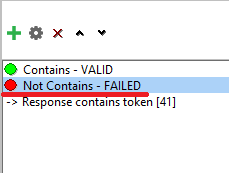 Contains - VALID
Not Contains - FAILED
-> Response contains token [41]